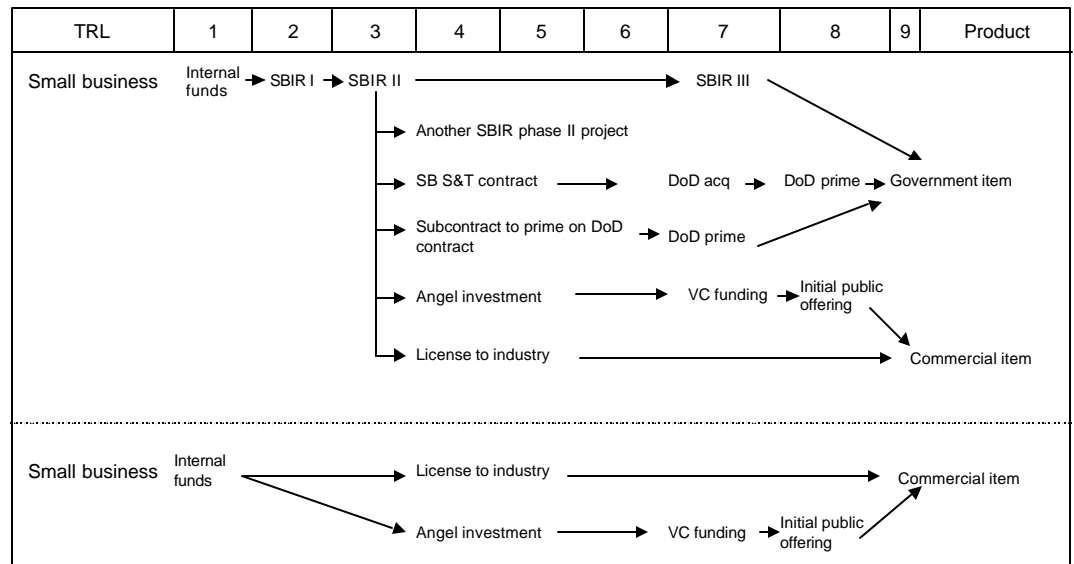 TRL 1 2 3 4 5 6 7 8 9 Product
Small business Internal funds SBIR I SBIR II SBIR III
Another SBIR phase II project
SB S&T contract DoD acq DoD prime Government item
Subcontract to prime on DoD
contract
DoD prime
Angel investment VC funding Initial public
offering
License to industry Commercial item
Small business Internal
funds
License to industry Commercial item
Angel investment VC funding Initial public
offering